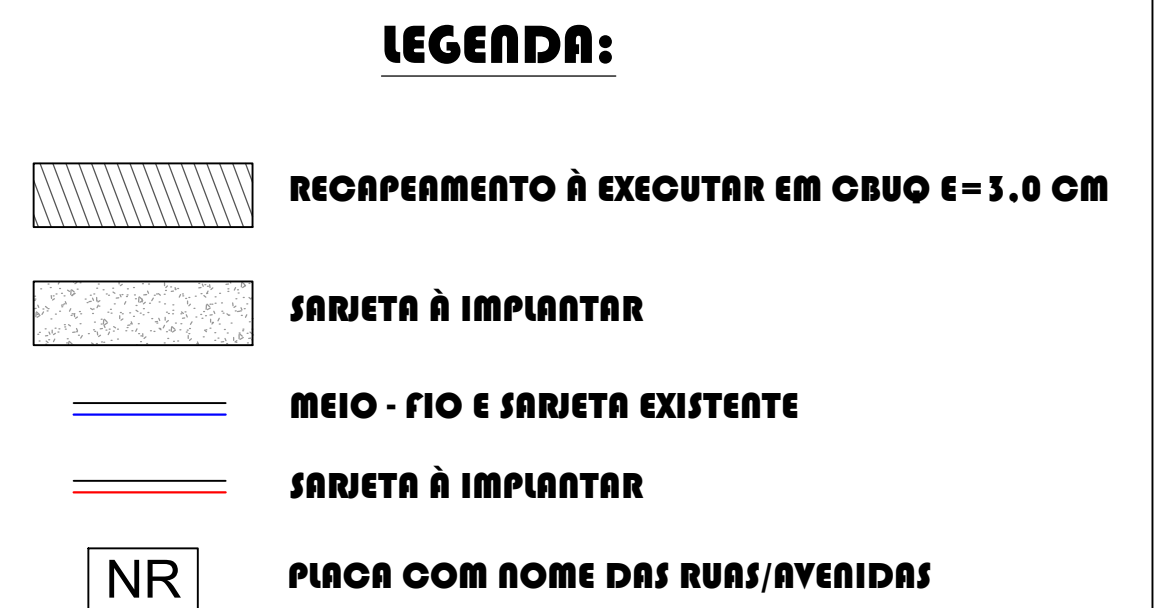 LEGENDA:
RECAPEAMENTO À EXECUTAR EM CBUQ E=3,0 CM
SARJETA À IMPLANTAR
MEIO - FIO E SARJETA EXISTENTE
SARJETA À IMPLANTAR
NR PLACA COM NOME DAS RUAS/AVENIDAS